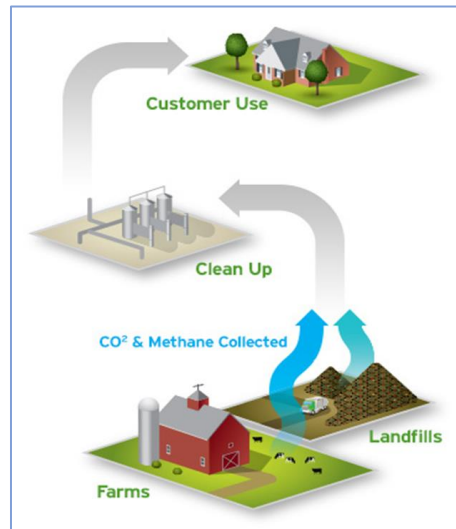 Customer Use
Clean Up
CO² & Methane Collected
Landfills
Farms